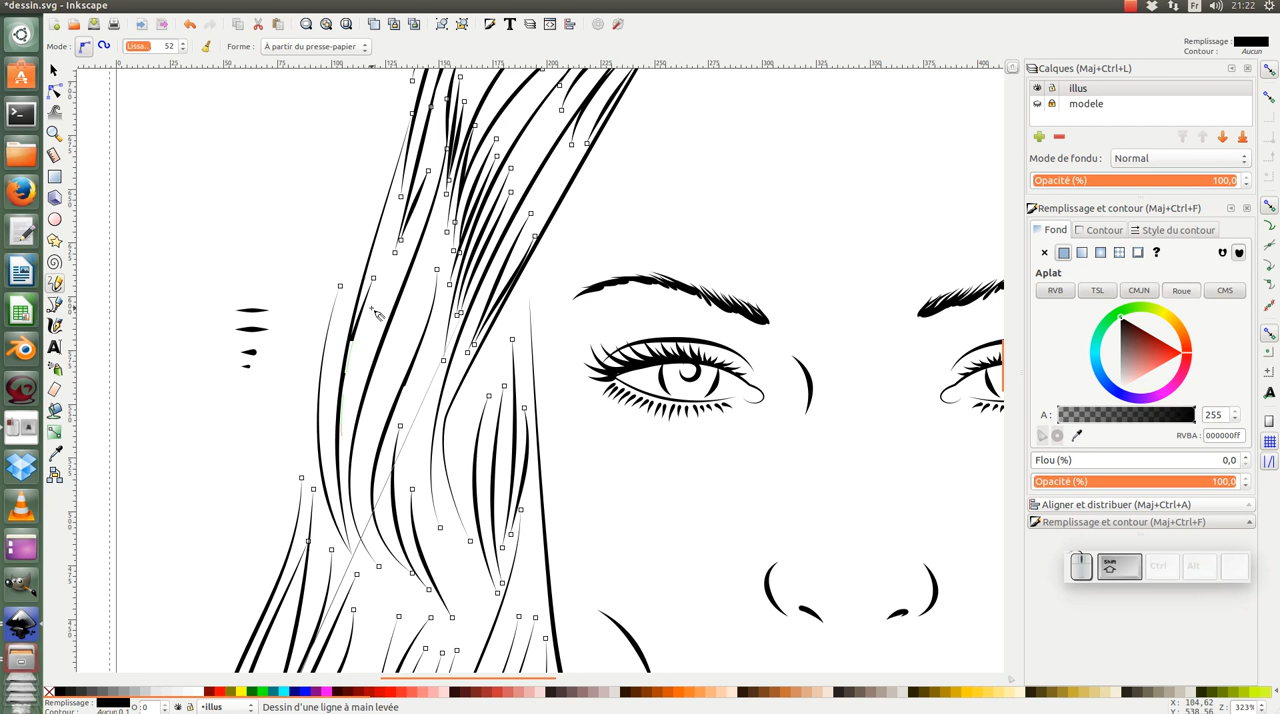 *dessin.svg - Inkscape
Fr
21:22
Mode :
Lissa..
52
Forme :
À partir du presse-papier
Remplissage :
Contour :
Aucun
Calques (Maj+Ctrl+L)
illus
modele
Mode de fondu :
Normal
Opacité (%)
100,0
Remplissage et contour (Maj+Ctrl+F)
Fond
Contour
Style du contour
Aplat
RVB
TSL
CMJN
Roue
CMS
A :
255
RVBA :
000000ff
Flou (%)
0,0
Opacité (%)
100,0
Aligner et distribuer (Maj+Ctrl+A)
Remplissage et contour (Maj+Ctrl+F)
Shift
Ctrl
Alt
Remplissage :
Contour :
Aucun 0,1
O:
0
•illus
Dessin d'une ligne à main levée
X: 104,62
Y: 538,56
Z:
323%